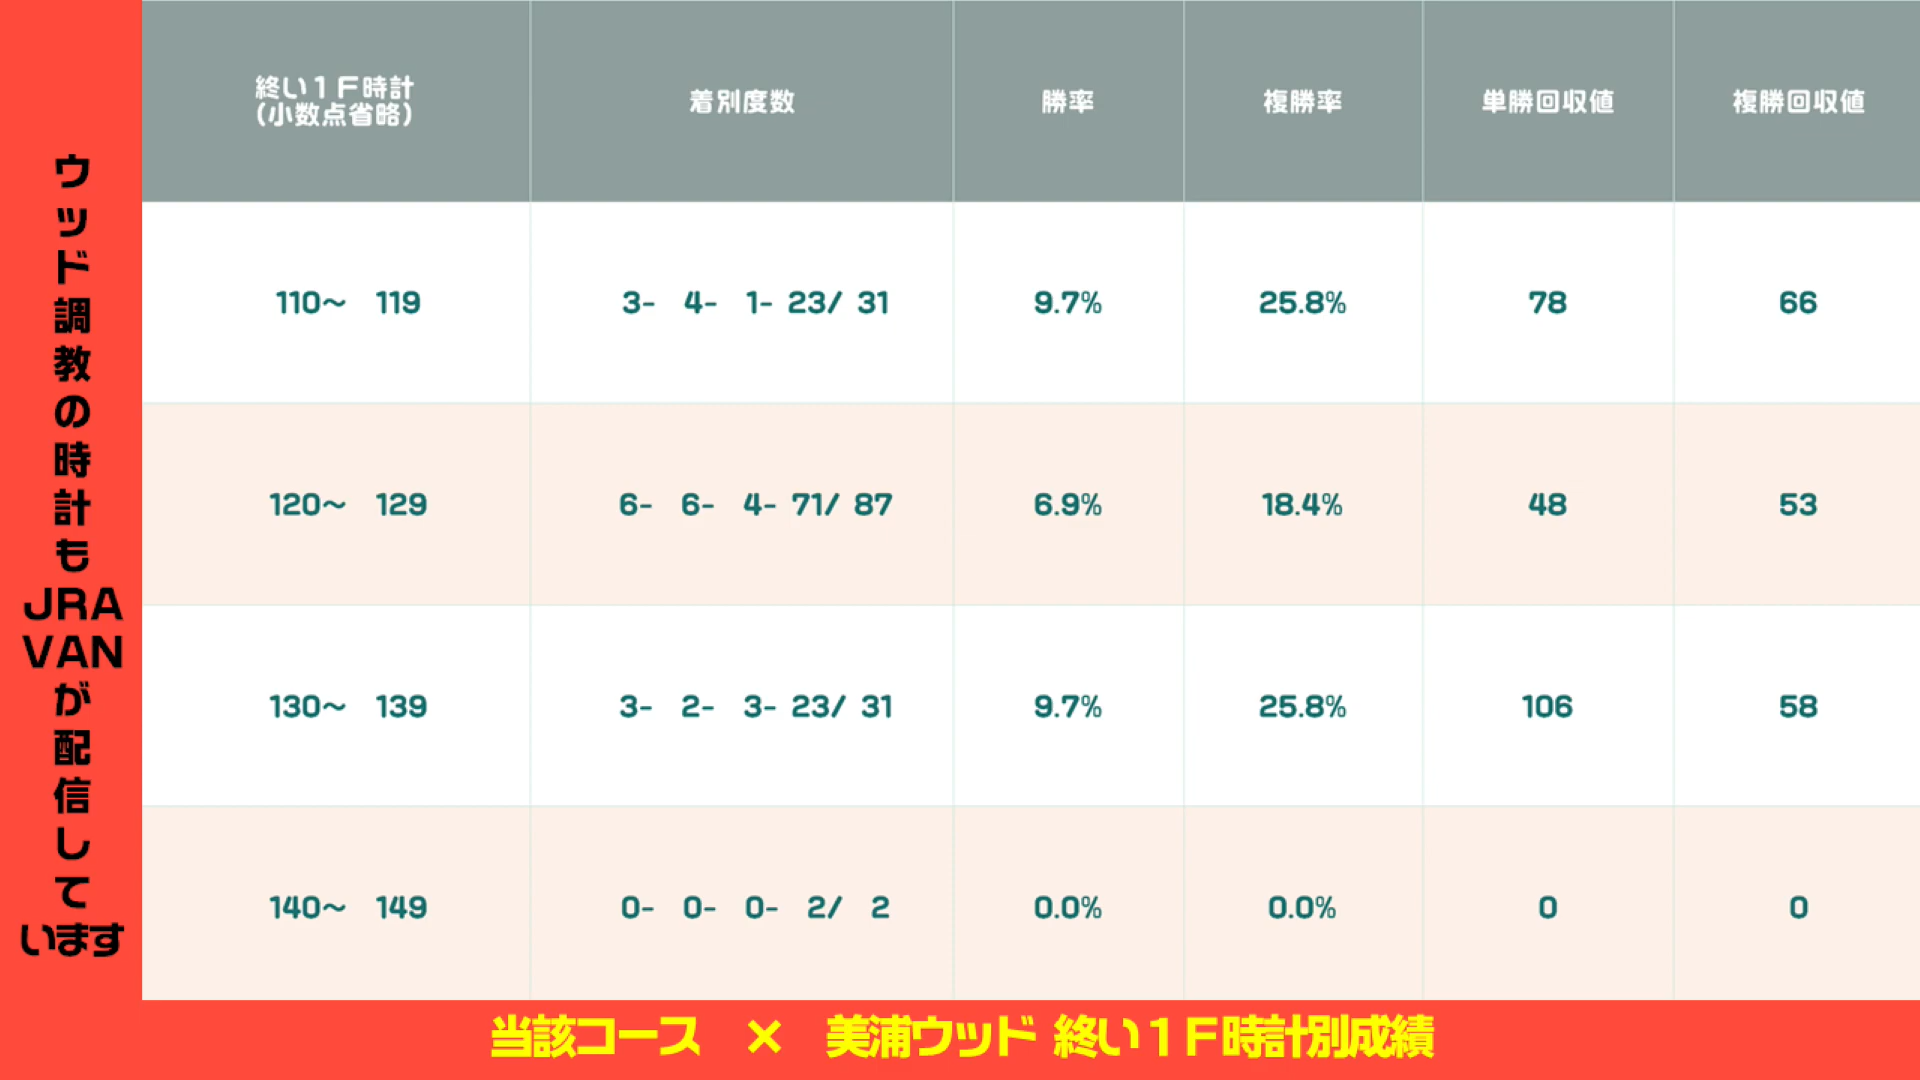 ウッド調教の時計もJRA VANが配信しています
終い１Ｆ時計
(小数点省略)
着別度数
勝率
複勝率
単勝回収値
複勝回収値
110～ 119
3- 4- 1- 23/ 31
9.7%
25.8%
78
66
120～ 129
6- 6- 4- 71/ 87
6.9%
18.4%
48
53
130～ 139
3- 2- 3- 23/ 31
9.7%
25.8%
106
58
140～ 149
0- 0- 0- 2/ 2
0.0%
0.0%
0
0
当該コース × 美浦ウッド 終い１Ｆ時計別成績